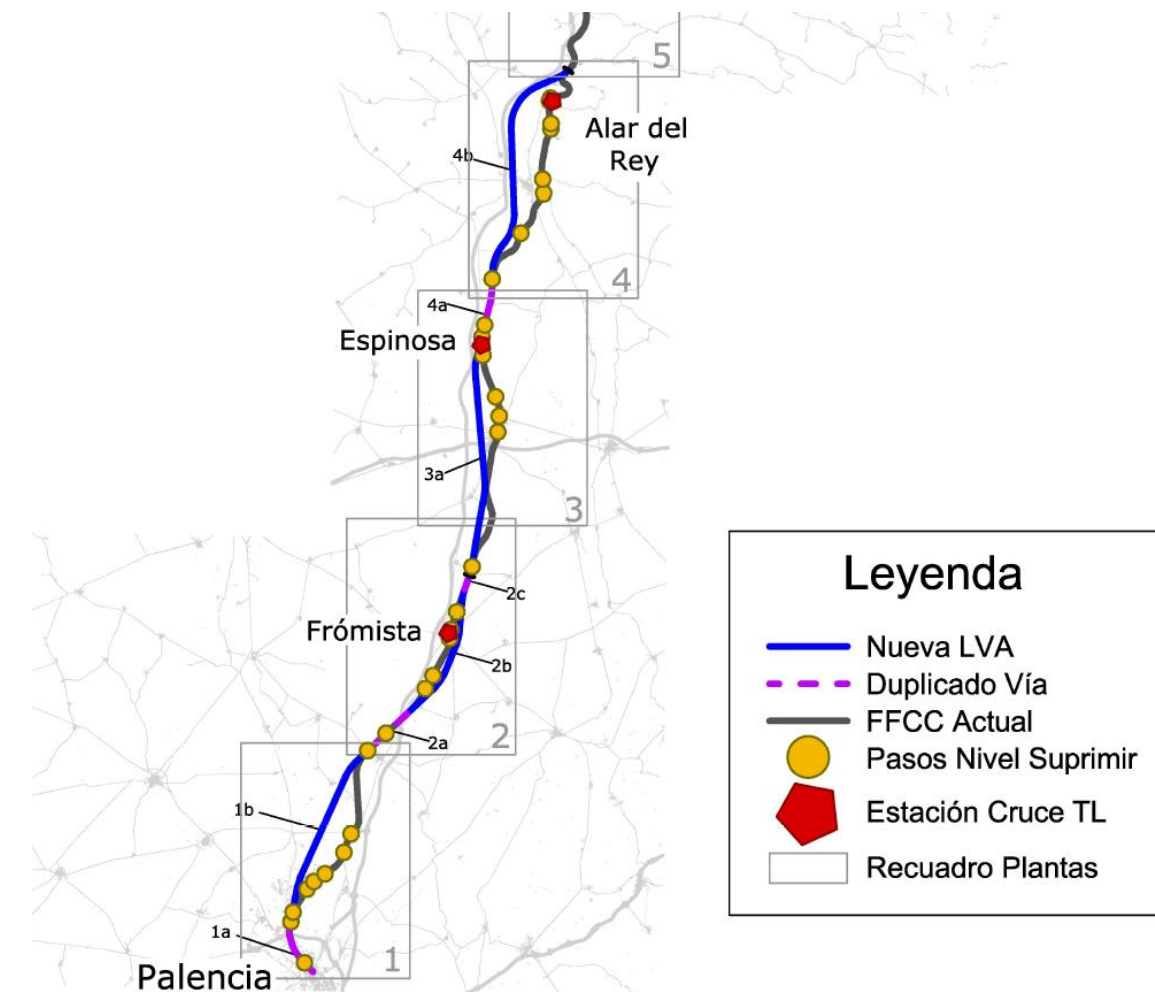 5
Alar del
Rey
4b
4
4a
Espinosa
3a
3
2c
Frómista
2b
2a
2
1b
1a
1
Palencia
Leyenda
Nueva LVA
Duplicado Vía
FFCC Actual
Pasos Nivel Suprimir
Estación Cruce TL
Recuadro Plantas